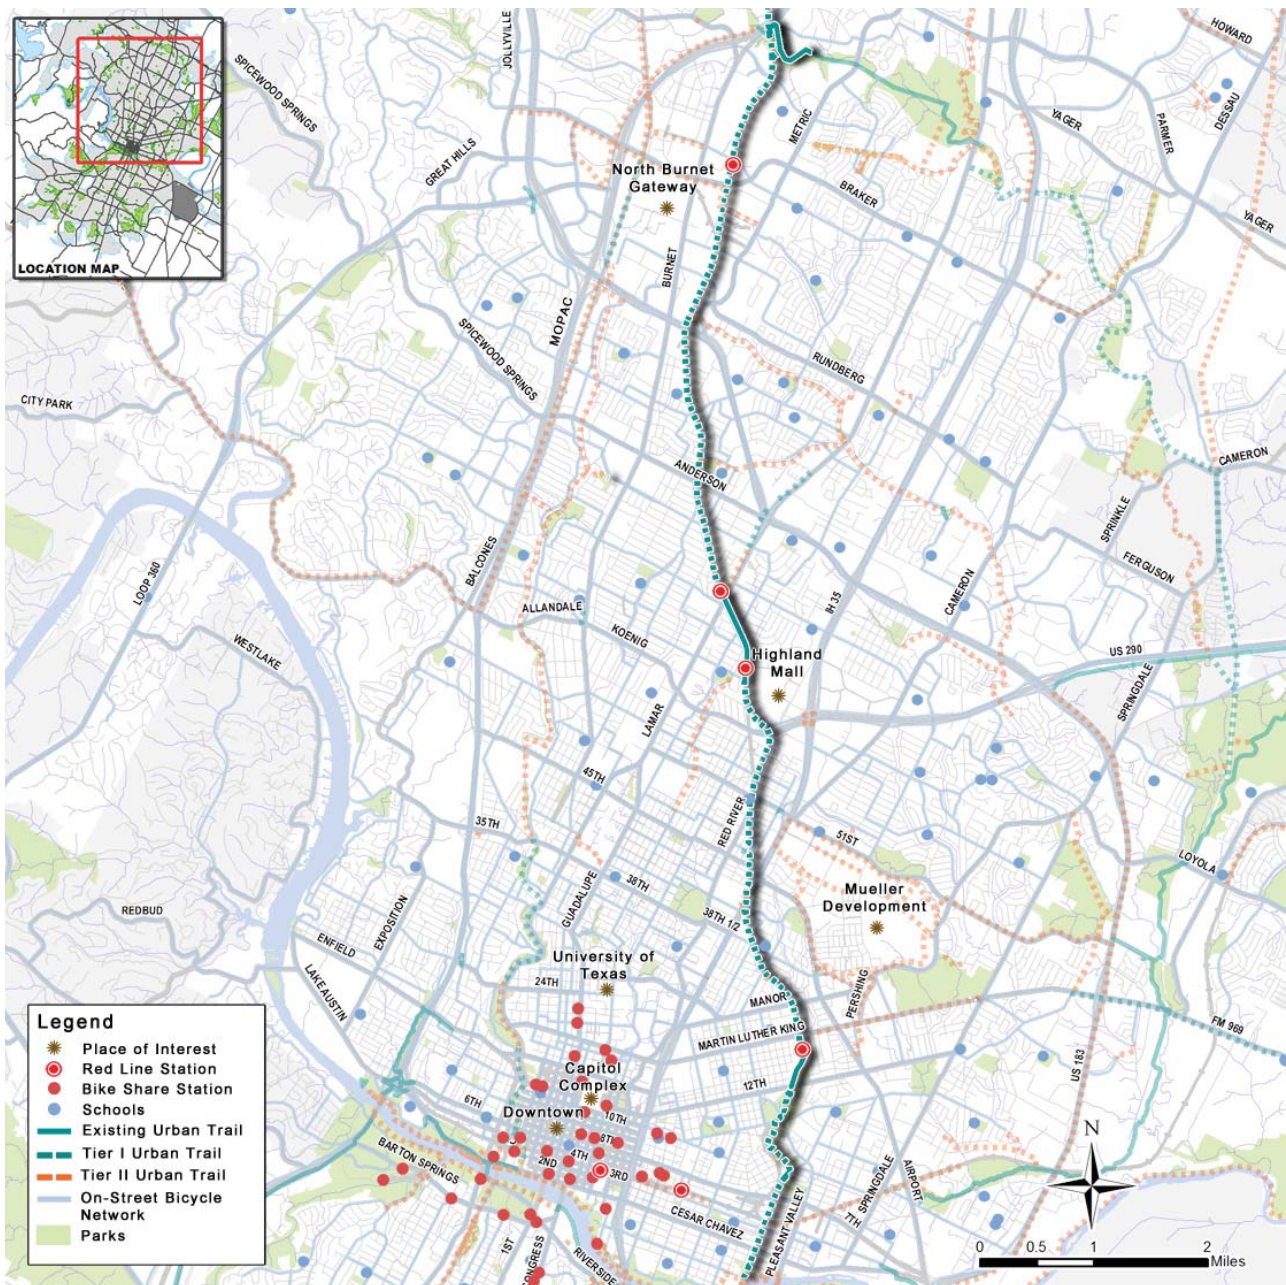 HOWARD
JOLLYVILLE
SPICEWOOD SPRINGS
DESSAU
PARMER
YAGER
METRIC
GREAT HILLS
North Burnet
Gateway
BRAKER
YAGER
LOCATION MAP
BURNET
MOPAC
SPICEWOOD SPRINGS
RUNDBERG
CITY PARK
ANDERSON
CAMERON
SPRINKLE
BALCONES
FERGUSON
LOOP 360
CAMERON
IH 35
ALLANDALE
KOENIG
WESTLAKE
Highland
Mall
US 290
SPRINGDALE
LAMAR
45TH
RED RIVER
35TH
51ST
LOYOLA
38TH
GUADALUPE
Mueller
Development
REDBUD
EXPOSITION
38TH 1/2
ENFIELD
University of
Texas
LAKE AUSTIN
24TH
MANOR
PERSHING
FM 969
MARTIN LUTHER KING
US 183
Capitol
Complex
12TH
6TH
10TH
Downtown
8TH
4TH
2ND
3RD
BARTON SPRINGS
SPRINGDALE
AIRPORT
CESAR CHAVEZ
7TH
PLEASANT VALLEY
1ST
RIVERSIDE
Legend
Place of Interest
Red Line Station
Bike Share Station
Schools
Existing Urban Trail
Tier I Urban Trail
Tier II Urban Trail
On-Street Bicycle
Network
Parks
N
0 0.5 1 2
Miles